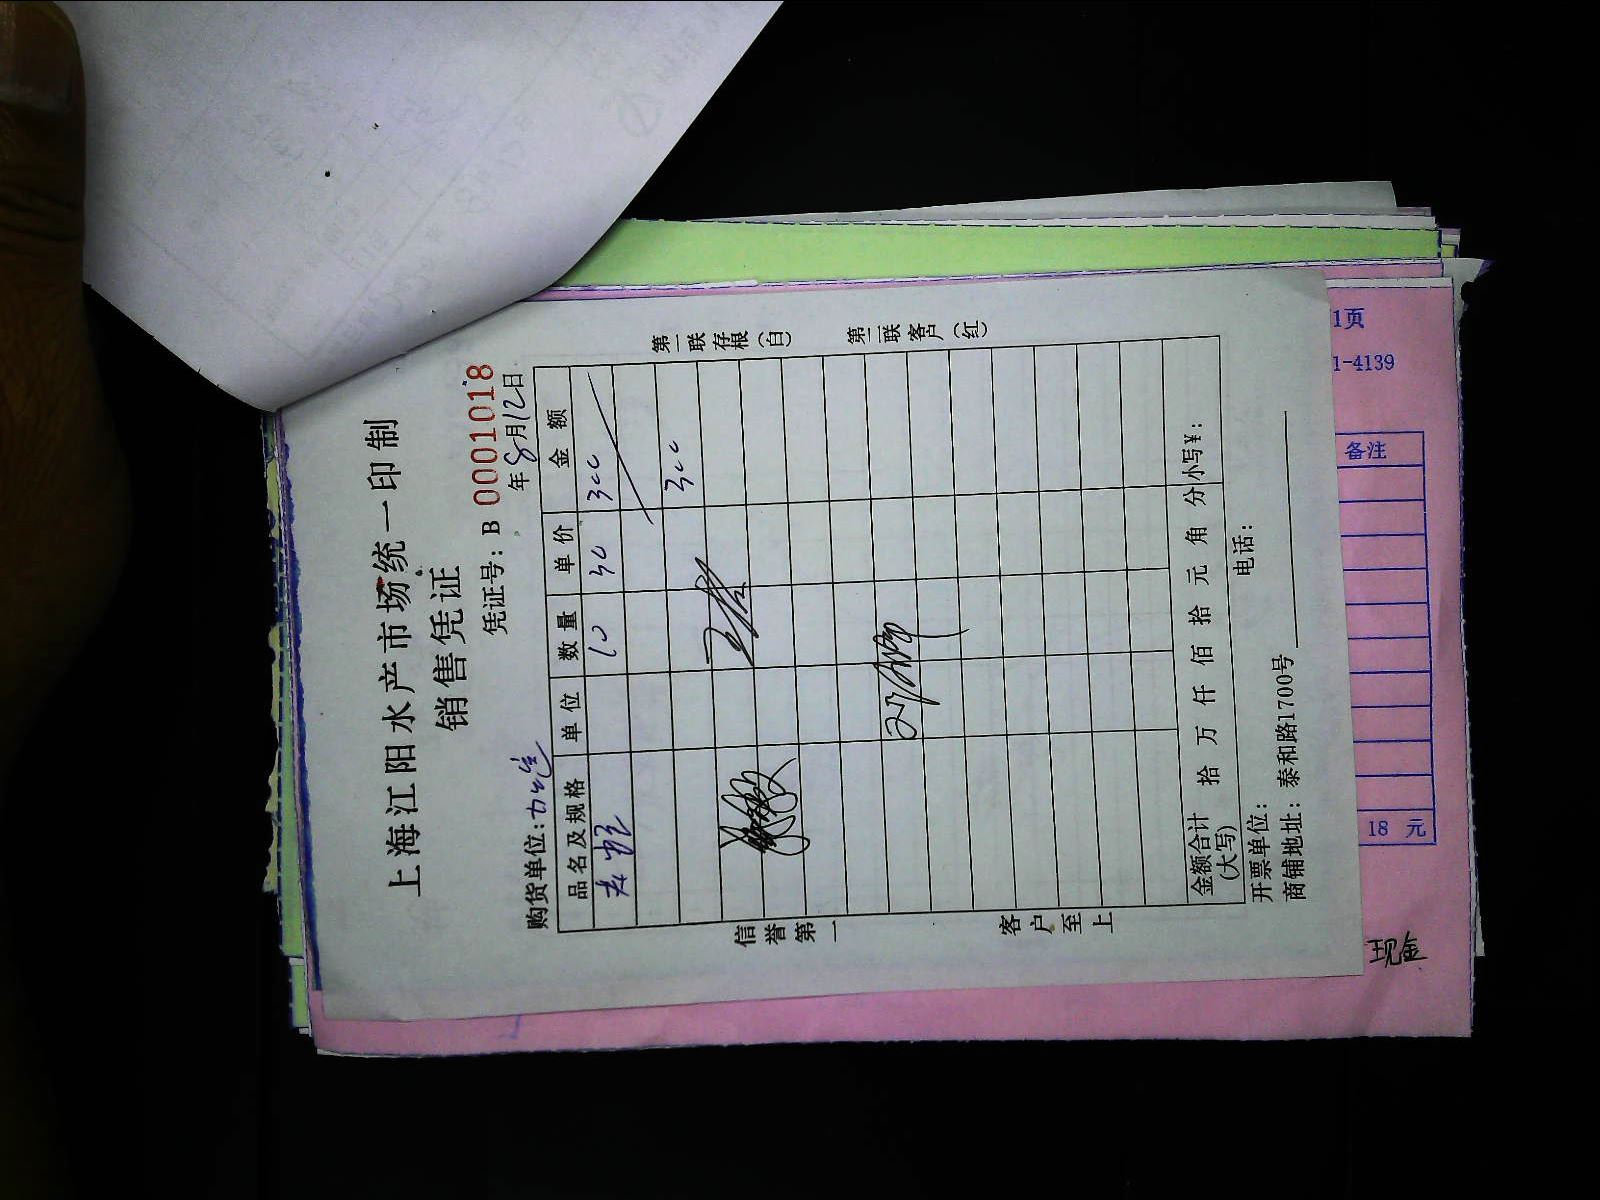 上海江阳水产市场统一印制
销售凭证
凭证号：B 0001018
年8月12日
购货单位：
品名及规格 单位 数量 单价 金额
10 30 300
300
信誉第一
客户至上
第一联存根（白）
第二联客户（红）
金额合计（大写） 拾 万 仟 佰 拾 元 角 分 小写¥：
开票单位： 电话：
商铺地址：泰和路1700号
1页
1-4139
备注
18 元
现金